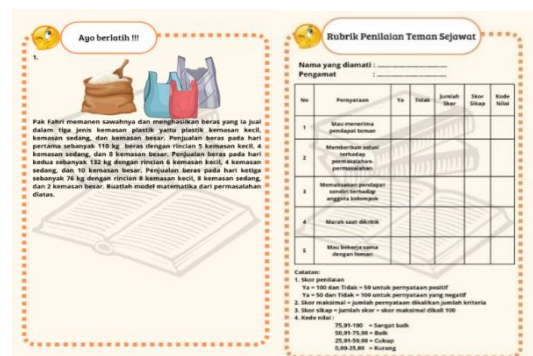 Ayo berlatih !!!
1.
Pak Fahri memanen sawahnya dan menghasilkan beras yang ia jual
dalam tiga jenis kemasan plastik yaitu plastik kemasan kecil,
kemasan sedang, dan kemasan besar. Penjualan beras pada hari
pertama sebanyak 110 kg beras dengan rincian 5 kemasan kecil, 4
kemasan sedang, dan 8 kemasan besar. Penjualan beras pada hari
kedua sebanyak 132 kg dengan rincian 6 kemasan kecil, 4 kemasan
sedang, dan 10 kemasan besar. Penjualan beras pada hari ketiga
sebanyak 76 kg dengan rincian 8 kemasan kecil, 8 kemasan sedang,
dan 2 kemasan besar. Buatlah model matematika dari permasalahan
diatas.
Rubrik Penilaian Teman Sejawat
Nama yang diamati :
Pengamat :
No Pernyataan Ya Tidak Jumlah Skor Skor Sikap Kode Nilai
1 Mau menerima
pendapat teman
2 Memberikan solusi
terhadap
permasalahan-
permasalahan
3 Memaksakan pendapat
sendiri terhadap
anggota kelompok
4 Marah saat dikritik
5 Mau bekerja sama
dengan teman
Catatan:
1. Skor penilaian
Ya = 100 dan Tidak = 50 untuk pernyataan positif
Ya = 50 dan Tidak = 100 untuk pernyataan yang negatif
2. Skor maksimal = jumlah pernyataan dikalikan jumlah kriteria
3. Skor sikap = jumlah skor ÷ skor maksimal dikali 100
4. Kode nilai :
75,01-100 = Sangat baik
50,01-75,00 = Baik
25,01-50,00 = Cukup
0,00-25,00 = Kurang